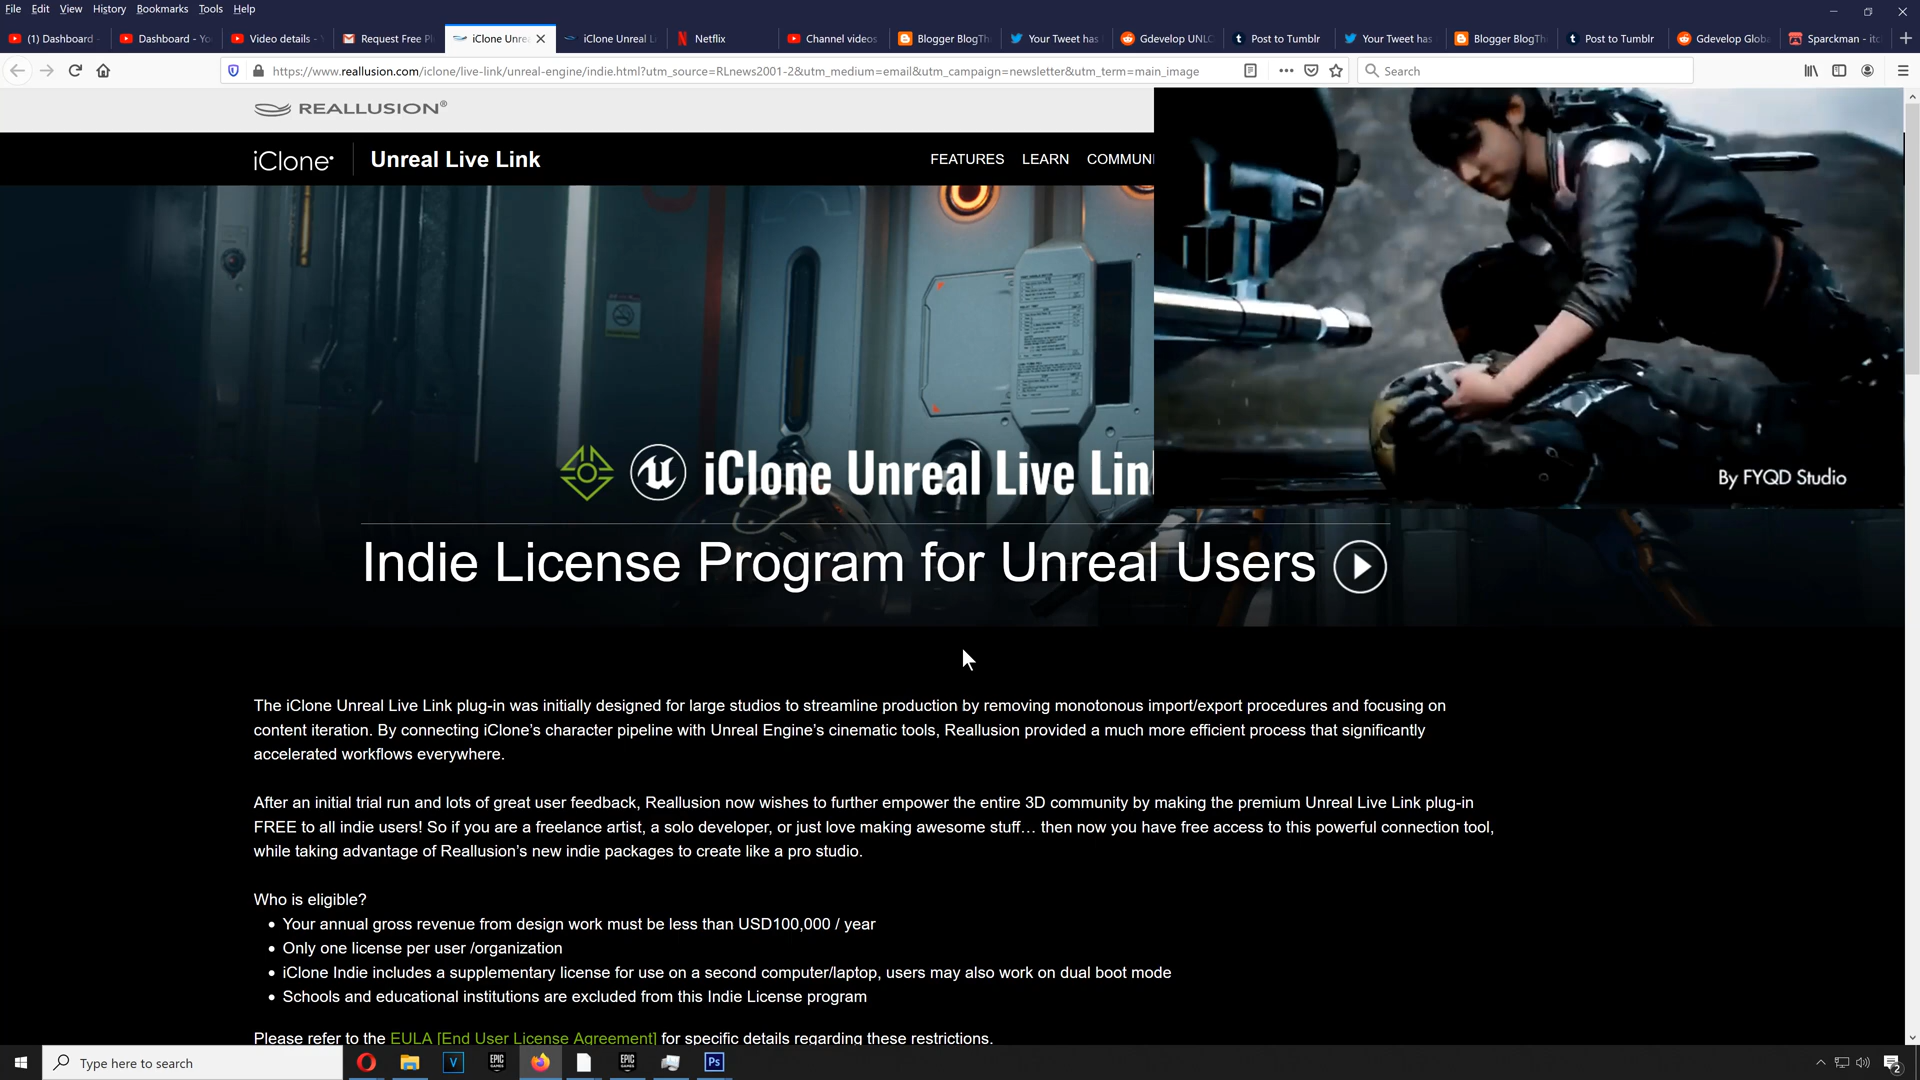 File Edit View History Bookmarks Tools Help
(1) Dashboard
Dashboard - Yo
Video details -
Request Free Pl
iClone Unre
iClone Unreal L
Netflix
Channel videos
Blogger BlogTh
Your Tweet has
Gdevelop UNLO
Post to Tumblr
Your Tweet has
Blogger BlogTh
Post to Tumblr
Gdevelop Glob
Sparckman - itc
https://www.reallusion.com/iclone/live-link/unreal-engine/indie.html?utm_source=RLnews2001-2&utm_medium=email&utm_campaign=newsletter&utm_term=main_image
Search
REALLUSION®
iClone Unreal Live Link FEATURES LEARN COMMUN
iClone Unreal Live Lin
By FYQD Studio
Indie License Program for Unreal Users
The iClone Unreal Live Link plug-in was initially designed for large studios to streamline production by removing monotonous import/export procedures and focusing on
content iteration. By connecting iClone’s character pipeline with Unreal Engine’s cinematic tools, Reallusion provided a much more efficient process that significantly
accelerated workflows everywhere.
After an initial trial run and lots of great user feedback, Reallusion now wishes to further empower the entire 3D community by making the premium Unreal Live Link plug-in
FREE to all indie users! So if you are a freelance artist, a solo developer, or just love making awesome stuff… then now you have free access to this powerful connection tool,
while taking advantage of Reallusion’s new indie packages to create like a pro studio.
Who is eligible?
• Your annual gross revenue from design work must be less than USD100,000 / year
• Only one license per user /organization
• iClone Indie includes a supplementary license for use on a second computer/laptop, users may also work on dual boot mode
• Schools and educational institutions are excluded from this Indie License program
Please refer to the EULA [End User License Agreement] for specific details regarding these restrictions.
Type here to search
V
EPIC GAMES
EPIC GAMES
Ps
2